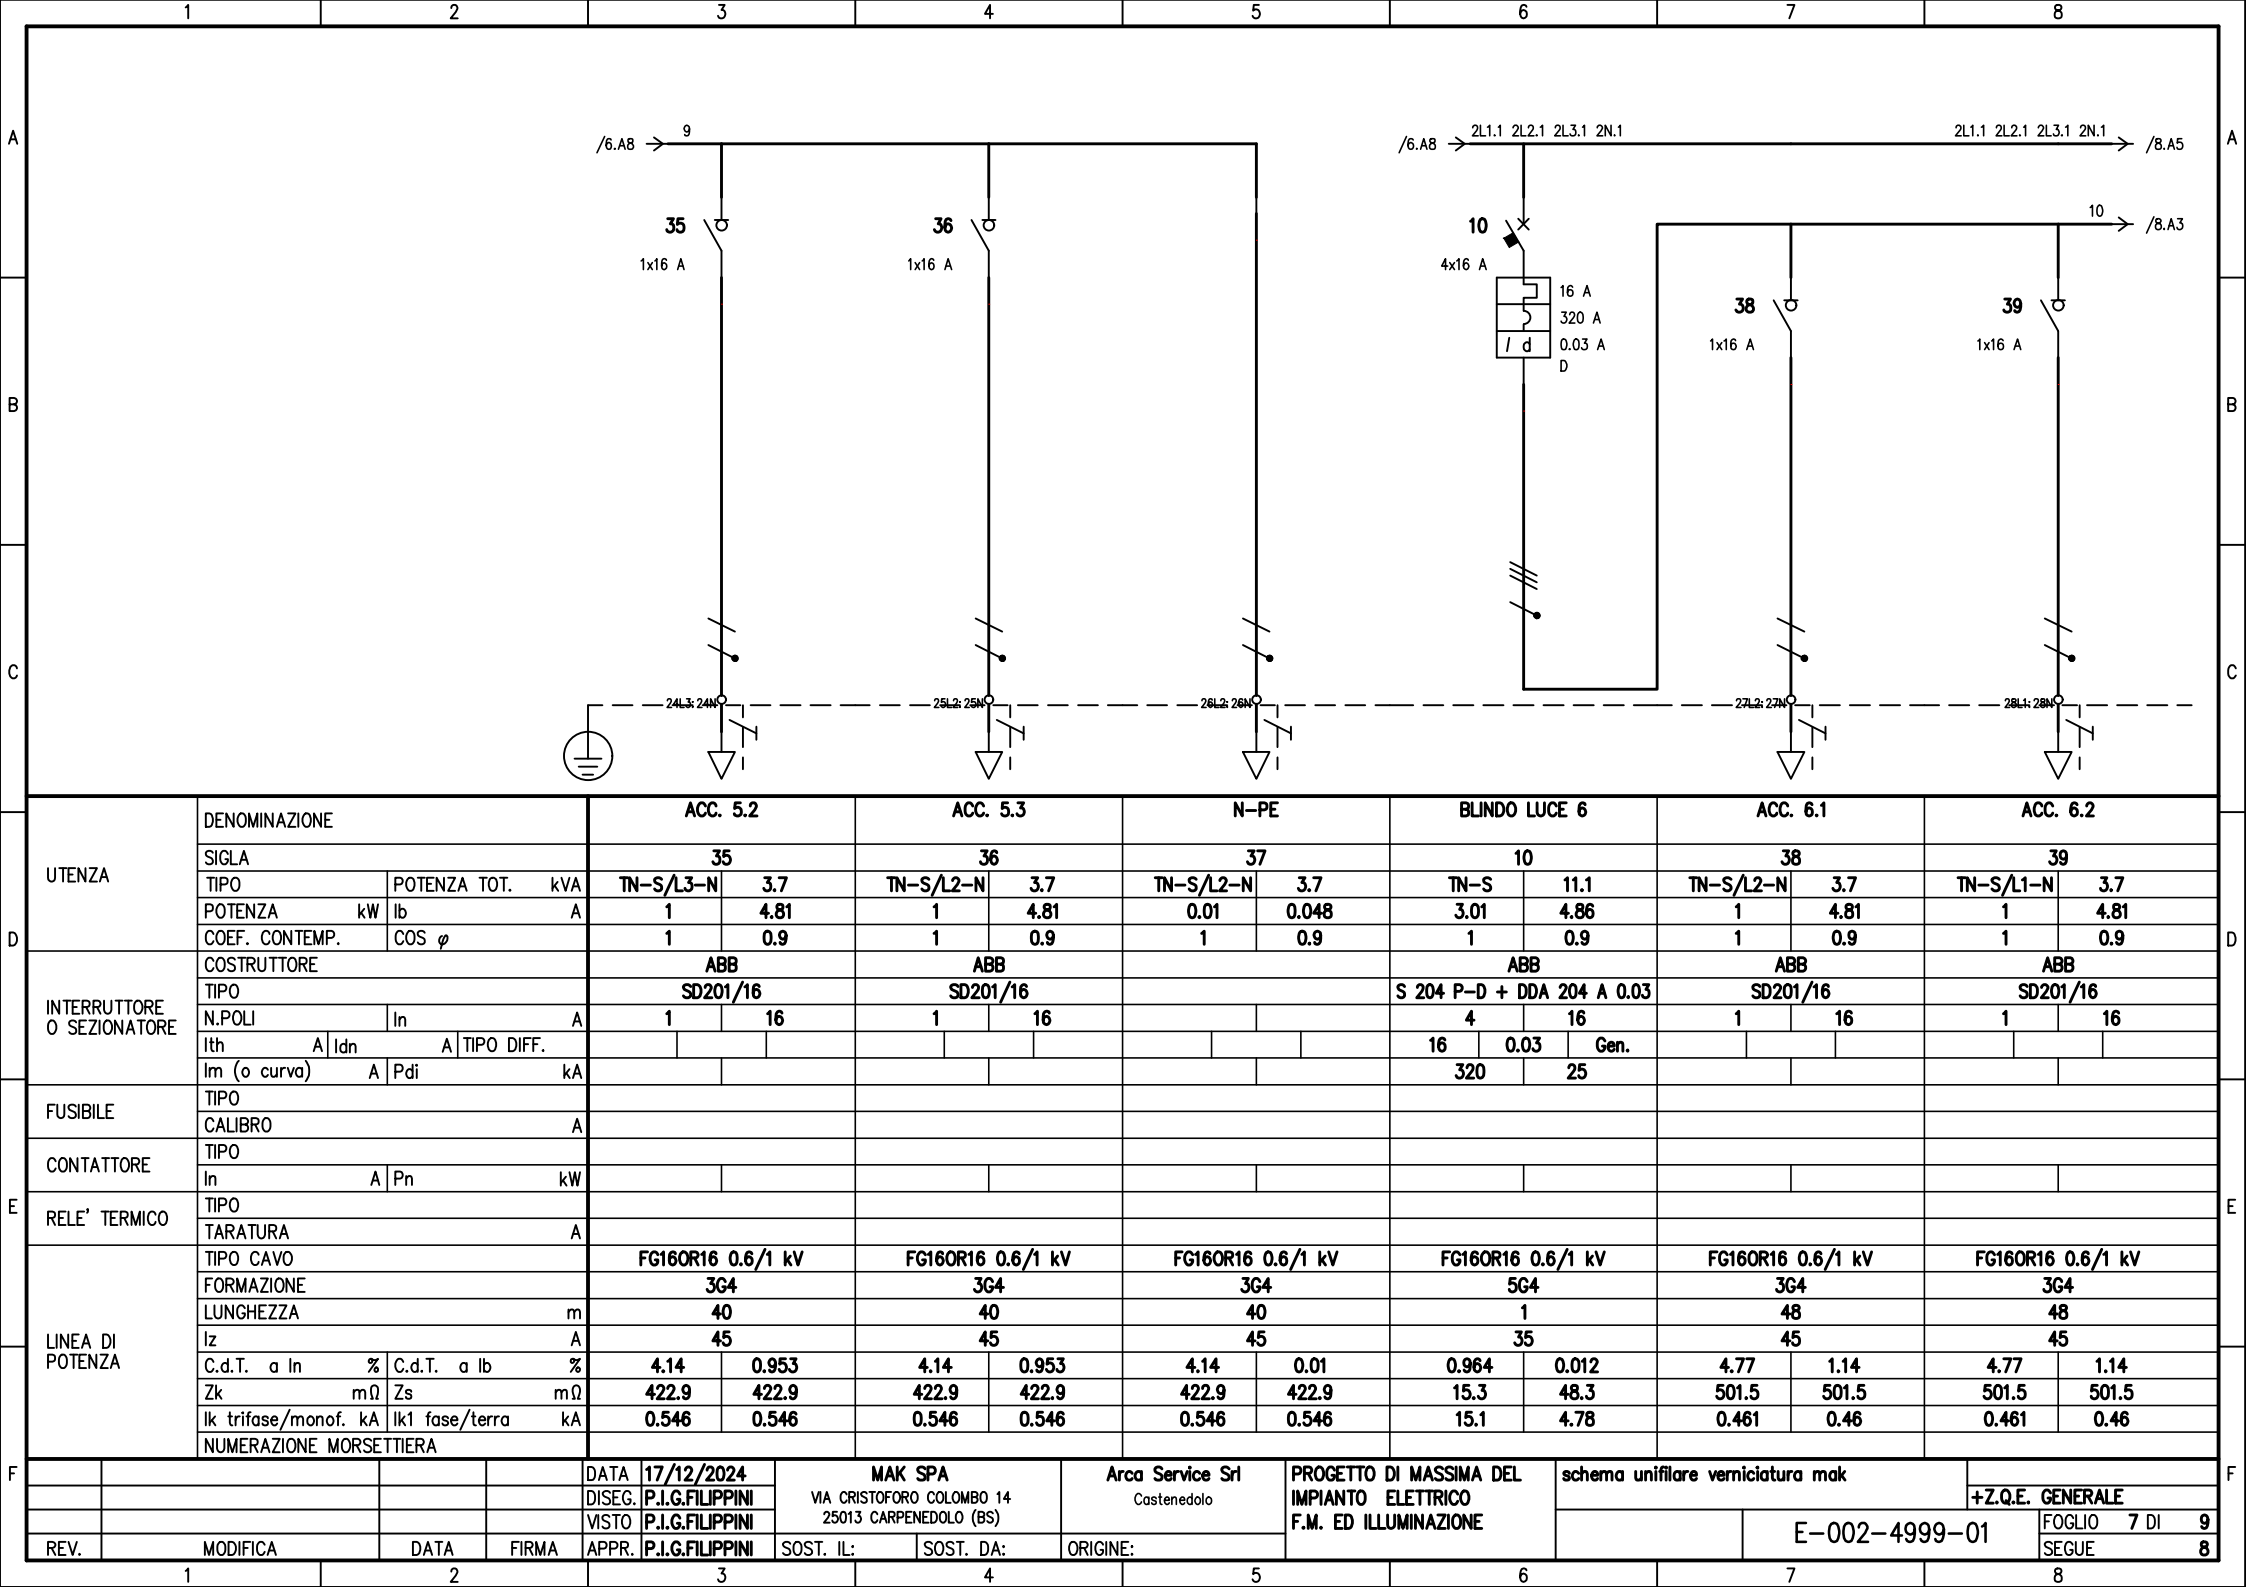 1 2 3 4 5 6 7 8
A A
B B
C C
D D
E E
F F
/6.A8 9
/6.A8 2L1.1 2L2.1 2L3.1 2N.1 2L1.1 2L2.1 2L3.1 2N.1 /8.A5
10 /8.A3
35
1x16 A
36
1x16 A
10
4x16 A
16 A
320 A
I d 0.03 A
D
38
1x16 A
39
1x16 A
24L3:24N 25L2:25N 26L2:26N 27L2:27N 28L1:28N
UTENZA
DENOMINAZIONE ACC. 5.2 ACC. 5.3 N-PE BLINDO LUCE 6 ACC. 6.1 ACC. 6.2
SIGLA 35 36 37 10 38 39
TIPO POTENZA TOT. kVA TN-S/L3-N 3.7 TN-S/L2-N 3.7 TN-S/L2-N 3.7 TN-S 11.1 TN-S/L2-N 3.7 TN-S/L1-N 3.7
POTENZA kW Ib A 1 4.81 1 4.81 0.01 0.048 3.01 4.86 1 4.81 1 4.81
COEF. CONTEMP. COS φ 1 0.9 1 0.9 1 0.9 1 0.9 1 0.9 1 0.9
INTERRUTTORE
O SEZIONATORE
COSTRUTTORE ABB ABB ABB ABB ABB
TIPO SD201/16 SD201/16 S 204 P-D + DDA 204 A 0.03 SD201/16 SD201/16
N.POLI In A 1 16 1 16 4 16 1 16 1 16
Ith A Idn A TIPO DIFF. 16 0.03 Gen.
Im (o curva) A Pdi kA 320 25
FUSIBILE
TIPO
CALIBRO A
CONTATTORE
TIPO
In A Pn kW
RELE' TERMICO
TIPO
TARATURA A
LINEA DI
POTENZA
TIPO CAVO FG16OR16 0.6/1 kV FG16OR16 0.6/1 kV FG16OR16 0.6/1 kV FG16OR16 0.6/1 kV FG16OR16 0.6/1 kV FG16OR16 0.6/1 kV
FORMAZIONE 3G4 3G4 3G4 5G4 3G4 3G4
LUNGHEZZA m 40 40 40 1 48 48
Iz A 45 45 45 35 45 45
C.d.T. a In % C.d.T. a Ib % 4.14 0.953 4.14 0.953 4.14 0.01 0.964 0.012 4.77 1.14 4.77 1.14
Zk mΩ Zs mΩ 422.9 422.9 422.9 422.9 422.9 422.9 15.3 48.3 501.5 501.5 501.5 501.5
Ik trifase/monof. kA Ik1 fase/terra kA 0.546 0.546 0.546 0.546 0.546 0.546 15.1 4.78 0.461 0.46 0.461 0.46
NUMERAZIONE MORSETTIERA
REV. MODIFICA DATA FIRMA
DATA 17/12/2024
DISEG. P.I.G.FILIPPINI
VISTO P.I.G.FILIPPINI
APPR. P.I.G.FILIPPINI
MAK SPA
VIA CRISTOFORO COLOMBO 14
25013 CARPENEDOLO (BS)
SOST. IL: SOST. DA:
Arca Service Srl
Castenedolo
ORIGINE:
PROGETTO DI MASSIMA DEL
IMPIANTO ELETTRICO
F.M. ED ILLUMINAZIONE
schema unifilare verniciatura mak
+Z.Q.E. GENERALE
E-002-4999-01
FOGLIO 7 DI 9
SEGUE 8
1 2 3 4 5 6 7 8